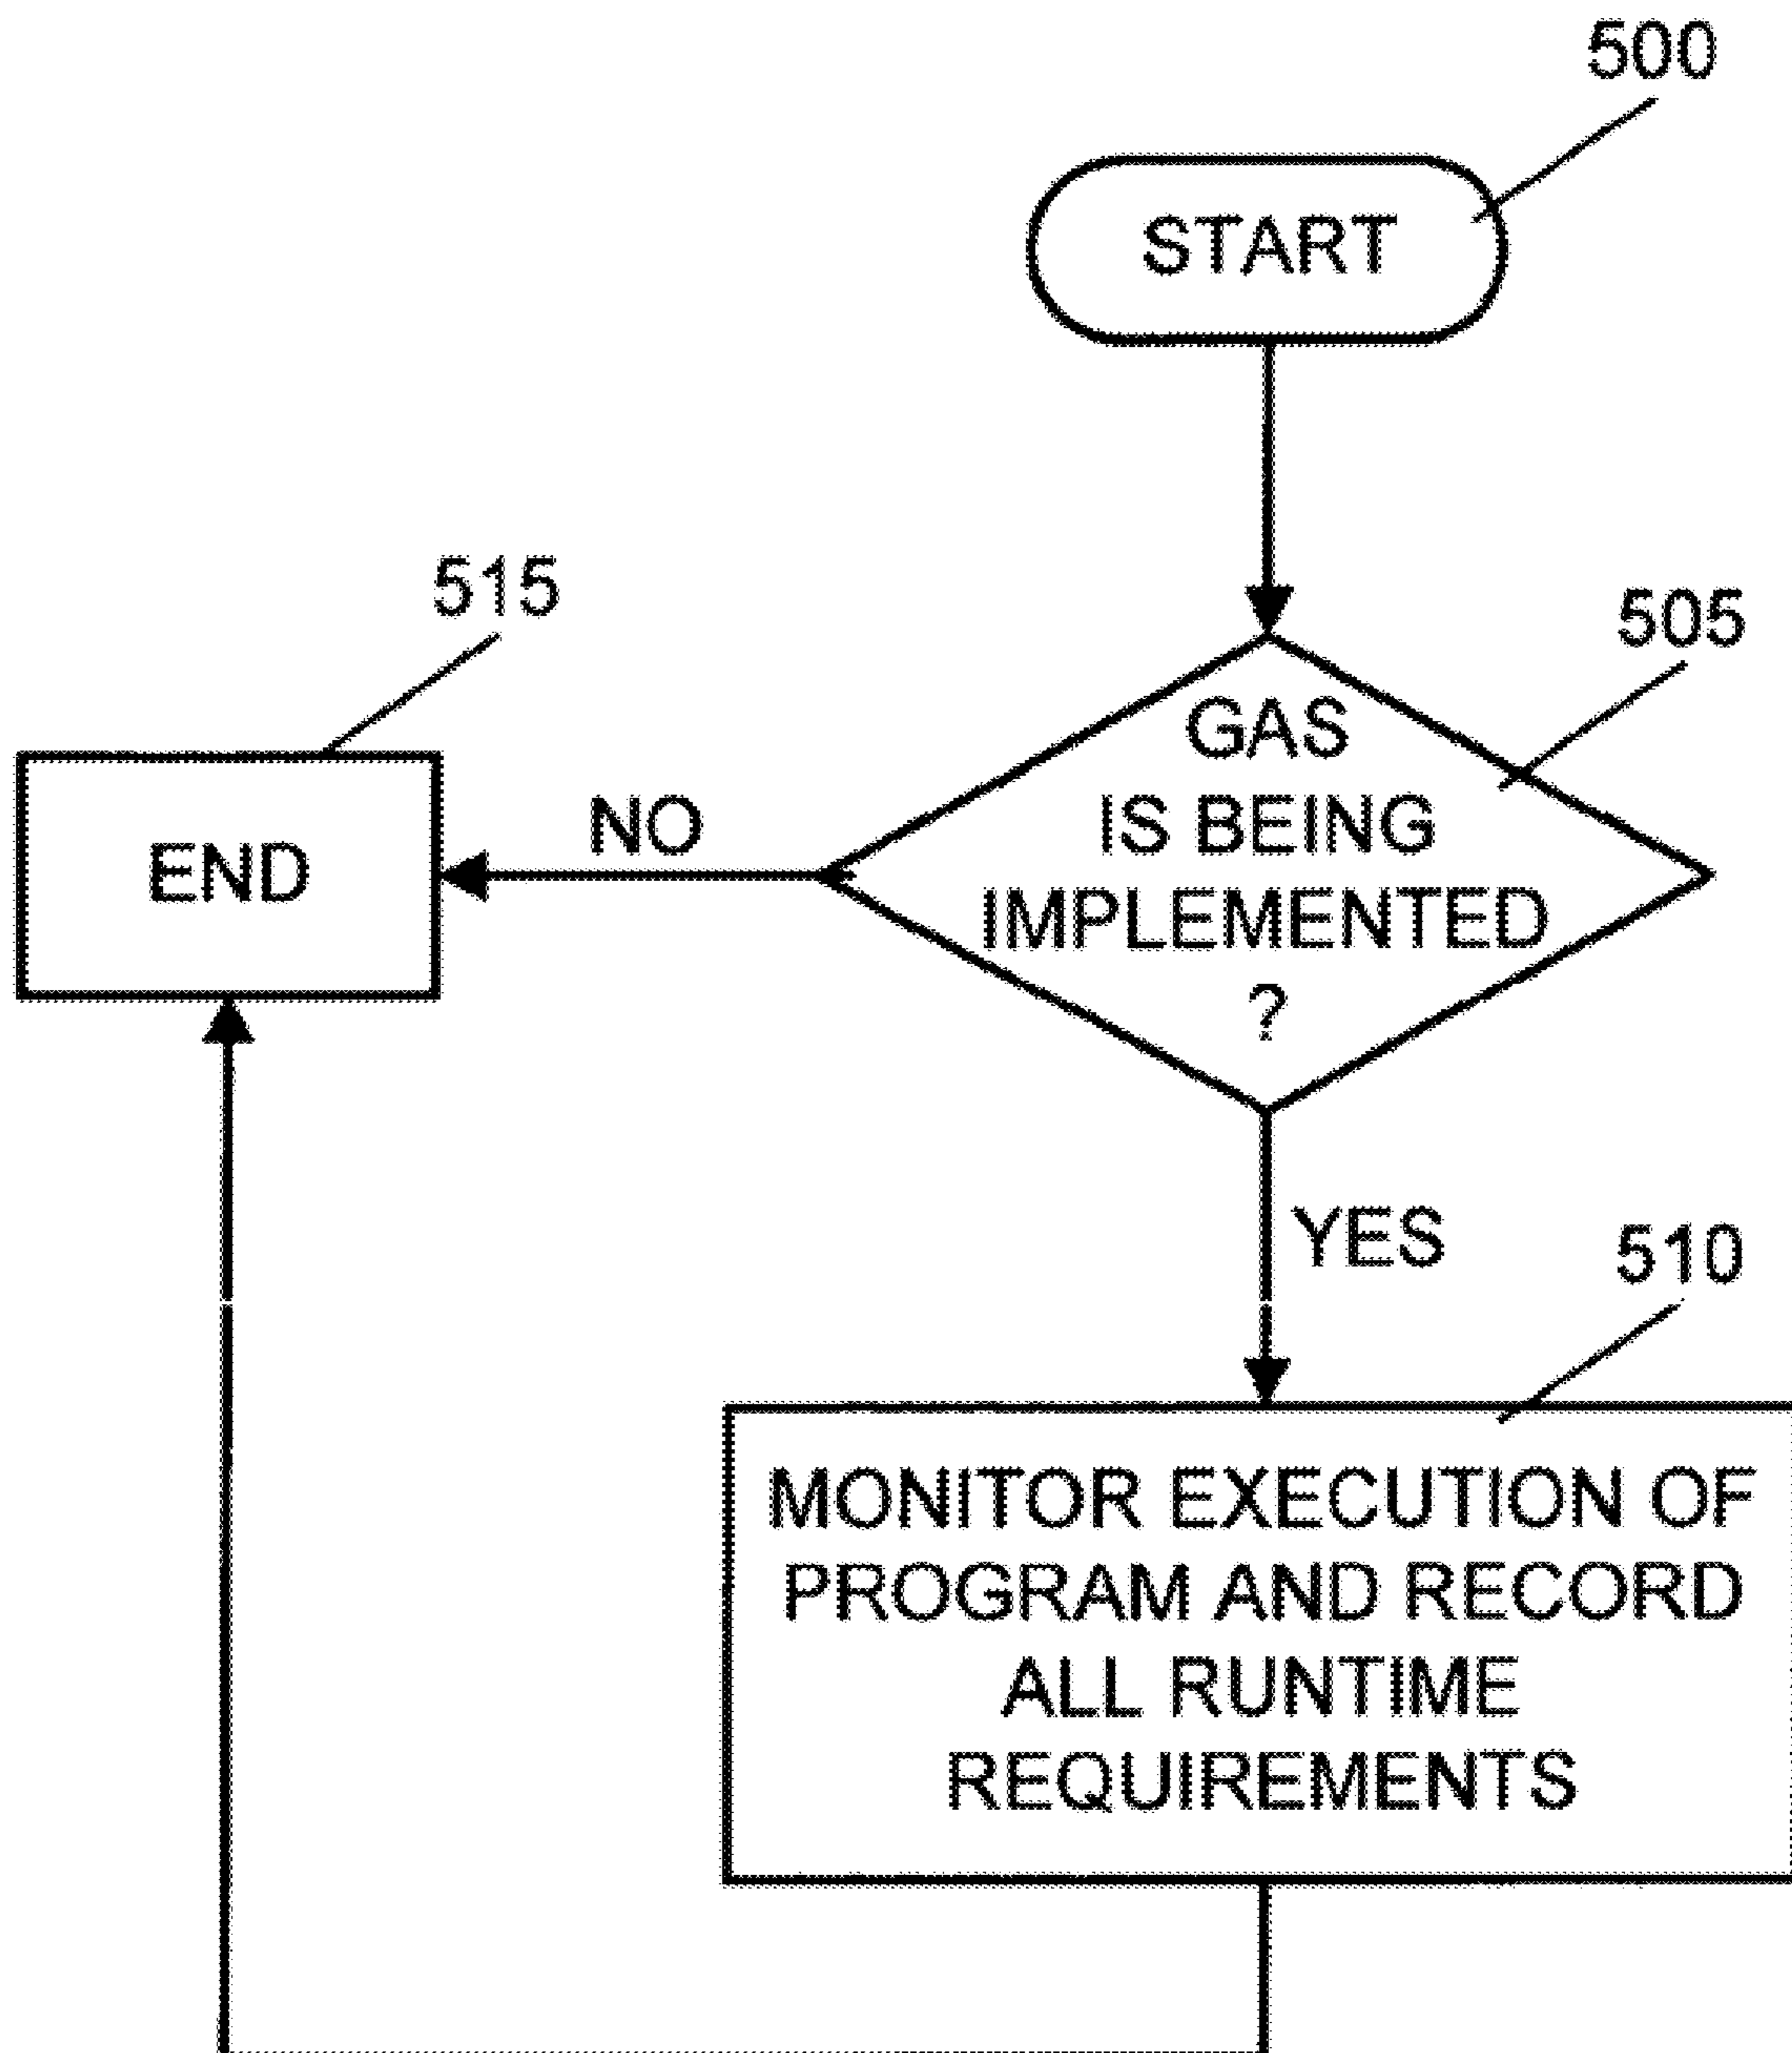 500
START
515
505
GAS
IS BEING
IMPLEMENTED
?
NO
END
YES
510
MONITOR EXECUTION OF
PROGRAM AND RECORD
ALL RUNTIME
REQUIREMENTS